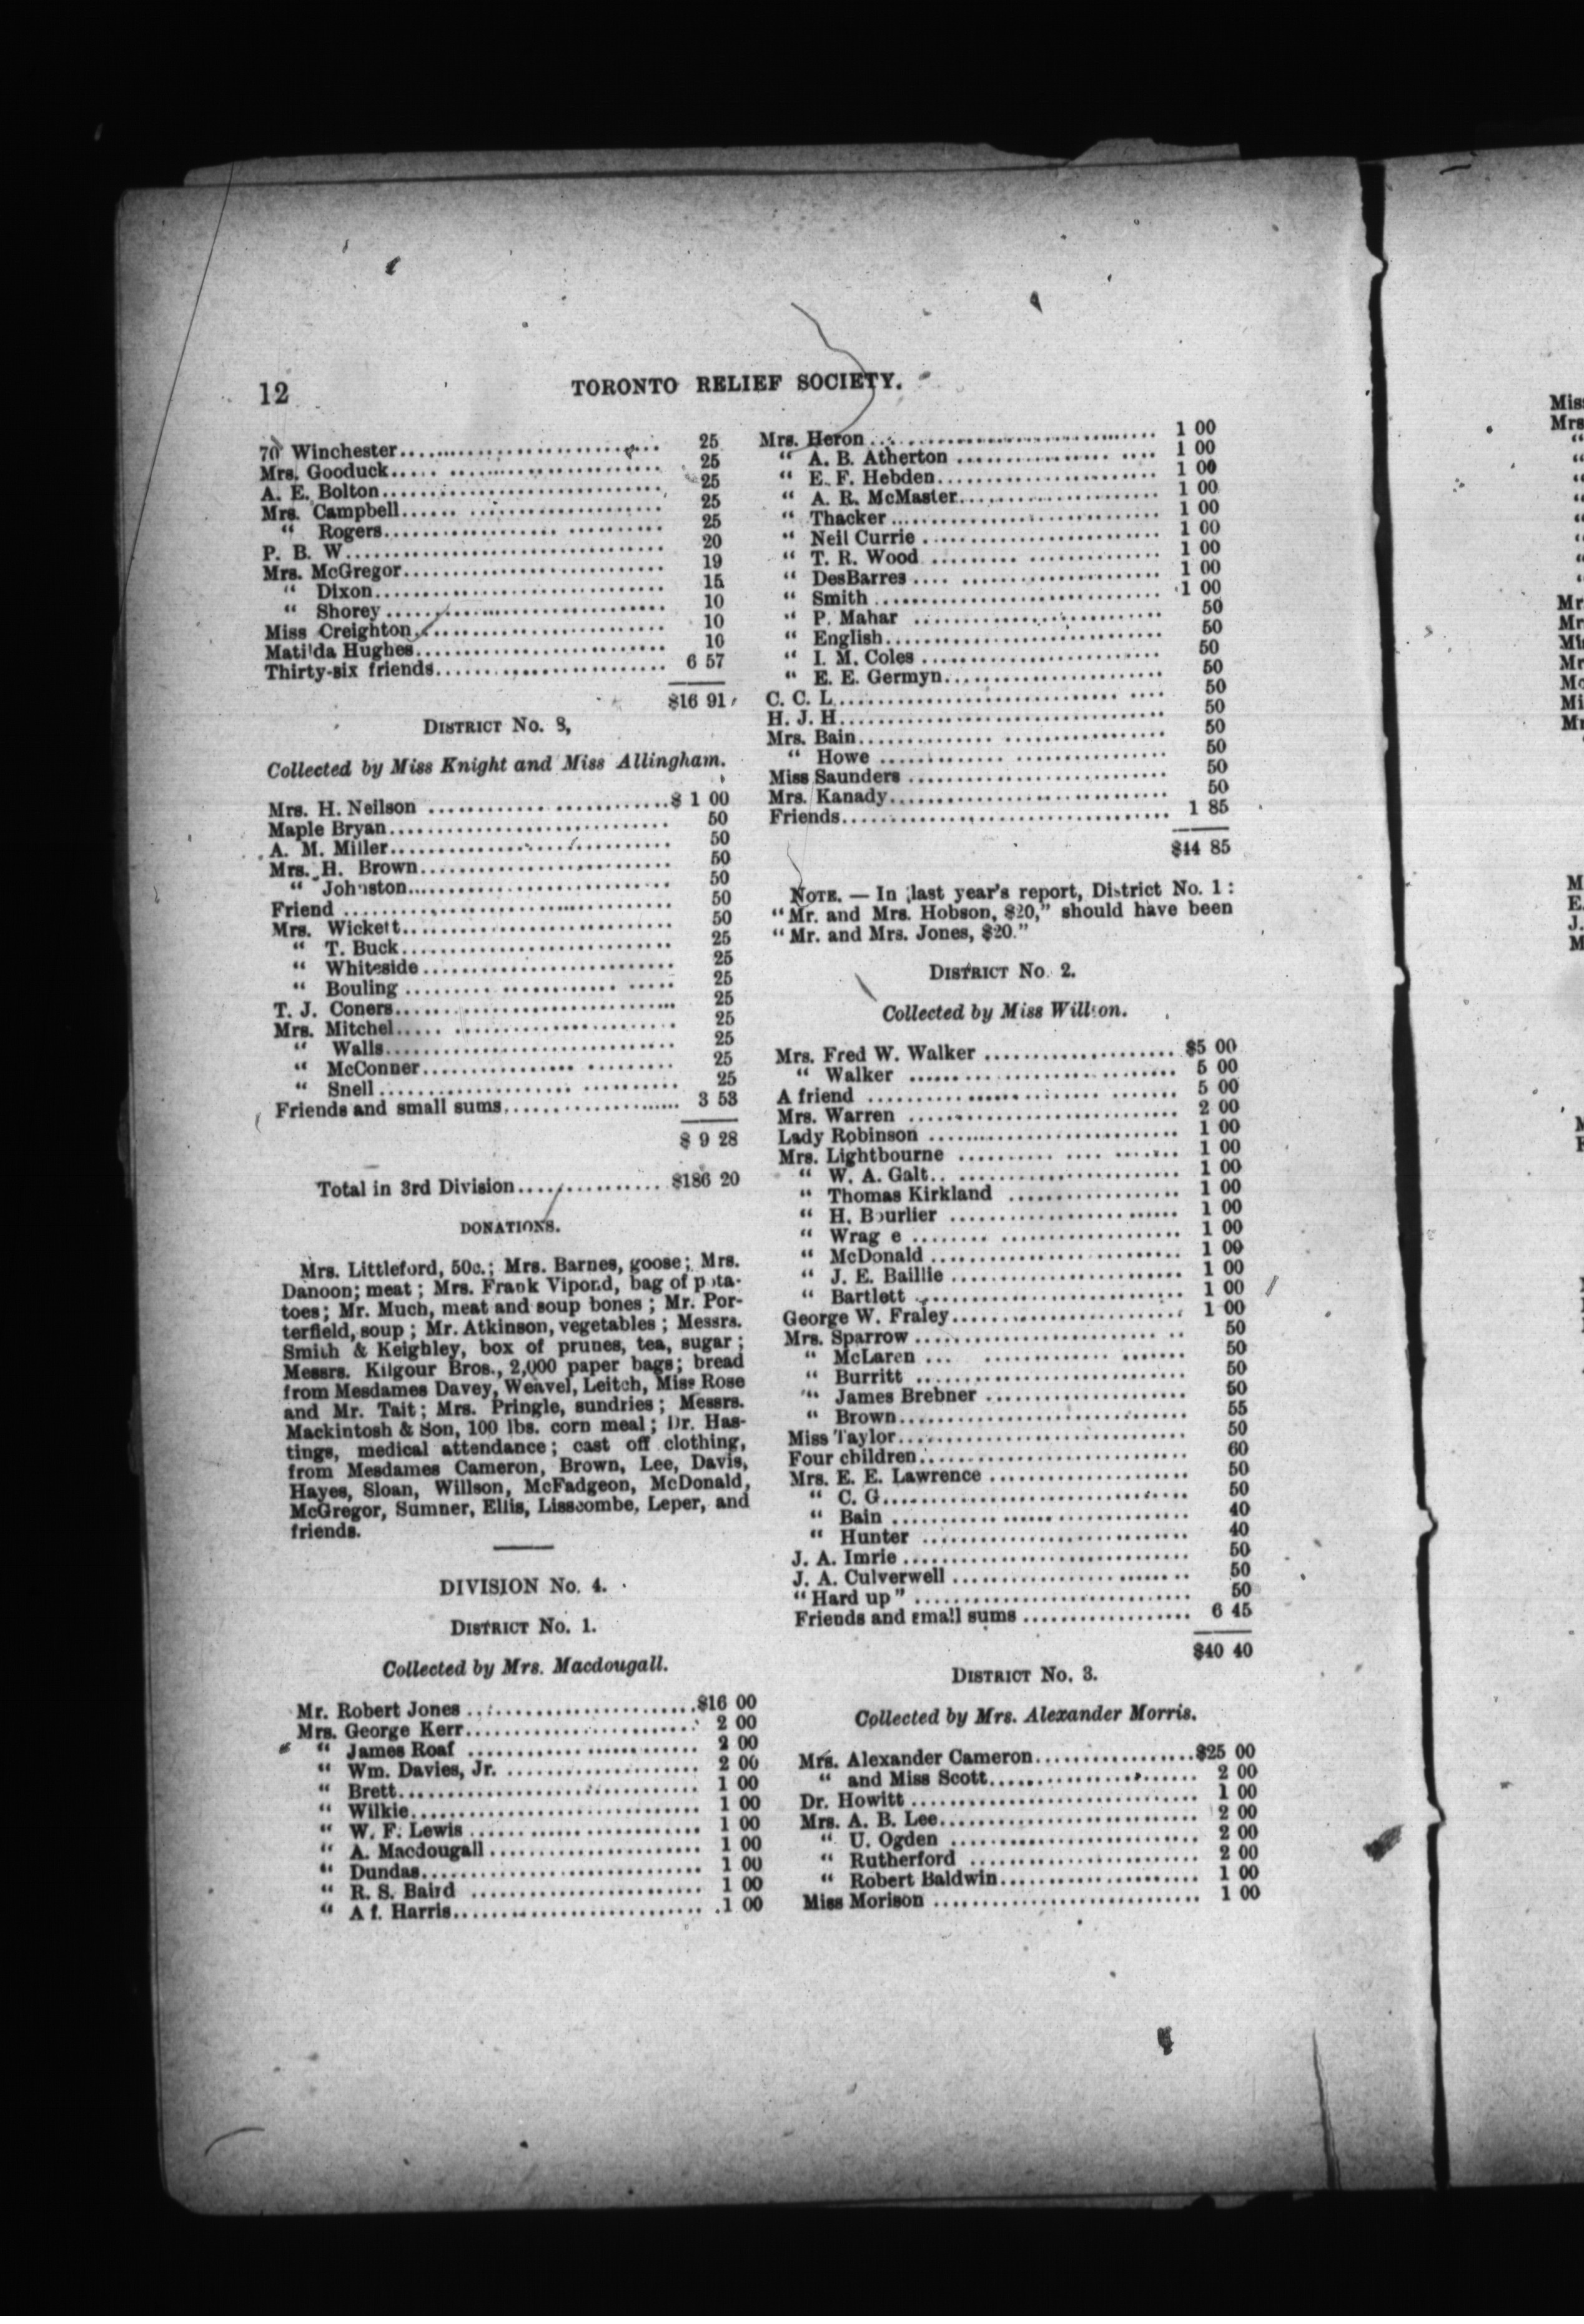 12
TORONTO RELIEF SOCIETY.
70 Winchester.............................. 25
Mrs. Gooduck.............................. 25
A. E. Bolton.............................. 25
Mrs. Campbell.............................. 25
“ Rogers.............................. 25
P. B. W.............................. 20
Mrs. McGregor.............................. 19
“ Dixon.............................. 15
“ Shorey.............................. 10
Miss Creighton.............................. 10
Matilda Hughes.............................. 10
Thirty-six friends.............................. 6 57
$16 91
DISTRICT No. 8,
Collected by Miss Knight and Miss Allingham.
Mrs. H. Neilson ..............................$ 1 00
Maple Bryan.............................. 50
A. M. Miller.............................. 50
Mrs. H. Brown.............................. 50
“ Johnston.............................. 50
Friend .............................. 50
Mrs. Wickett.............................. 50
“ T. Buck.............................. 25
“ Whiteside.............................. 25
“ Bouling .............................. 25
T. J. Coners.............................. 25
Mrs. Mitchel.............................. 25
“ Walls.............................. 25
“ McConner.............................. 25
“ Snell.............................. 25
Friends and small sums.............................. 3 53
$ 9 28
Total in 3rd Division.................. $186 20
DONATIONS.
Mrs. Littleford, 50c.; Mrs. Barnes, goose; Mrs.
Danoon; meat; Mrs. Frank Vipond, bag of pota-
toes; Mr. Much, meat and soup bones; Mr. Por-
terfield, soup; Mr. Atkinson, vegetables; Messrs.
Smith & Keighley, box of prunes, tea, sugar;
Messrs. Kilgour Bros., 2,000 paper bags; bread
from Mesdames Davey, Weavel, Leitch, Miss Rose
and Mr. Tait; Mrs. Pringle, sundries; Messrs.
Mackintosh & Son, 100 lbs. corn meal; Dr. Has-
tings, medical attendance; cast off clothing,
from Mesdames Cameron, Brown, Lee, Davis,
Hayes, Sloan, Willson, McFadgeon, McDonald,
McGregor, Sumner, Ellis, Lisscombe, Leper, and
friends.
DIVISION No. 4.
DISTRICT No. 1.
Collected by Mrs. Macdougall.
Mr. Robert Jones ..............................$16 00
Mrs. George Kerr.............................. 2 00
“ James Roaf .............................. 2 00
“ Wm. Davies, Jr. .............................. 2 00
“ Brett.............................. 1 00
“ Wilkie.............................. 1 00
“ W. F. Lewis .............................. 1 00
“ A. Macdougall.............................. 1 00
“ Dundas.............................. 1 00
“ R. S. Baird .............................. 1 00
“ A f. Harris.............................. 1 00
Mrs. Heron .............................. 1 00
“ A. B. Atherton .............................. 1 00
“ E. F. Hebden.............................. 1 00
“ A. R. McMaster.............................. 1 00
“ Thacker .............................. 1 00
“ Neil Currie .............................. 1 00
“ T. R. Wood .............................. 1 00
“ DesBarres .............................. 1 00
“ Smith .............................. 1 00
“ P. Mahar .............................. 50
“ English.............................. 50
“ I. M. Coles .............................. 50
“ E. E. Germyn.............................. 50
C. C. L.............................. 50
H. J. H.............................. 50
Mrs. Bain.............................. 50
“ Howe .............................. 50
Miss Saunders .............................. 50
Mrs. Kanady.............................. 50
Friends.............................. 1 85
$44 85
NOTE. — In last year's report, District No. 1:
“Mr. and Mrs. Hobson, $20,” should have been
“Mr. and Mrs. Jones, $20.”
DISTRICT No. 2.
Collected by Miss Willson.
Mrs. Fred W. Walker .............................. $5 00
“ Walker .............................. 5 00
A friend .............................. 5 00
Mrs. Warren .............................. 2 00
Lady Robinson .............................. 1 00
Mrs. Lightbourne .............................. 1 00
“ W. A. Galt.............................. 1 00
“ Thomas Kirkland .............................. 1 00
“ H. Bourlier .............................. 1 00
“ Wrag e .............................. 1 00
“ McDonald .............................. 1 00
“ J. E. Baillie .............................. 1 00
“ Bartlett .............................. 1 00
George W. Fraley.............................. 1 00
Mrs. Sparrow .............................. 50
“ McLaren .............................. 50
“ Burritt .............................. 50
“ James Brebner .............................. 50
“ Brown.............................. 55
Miss Taylor.............................. 50
Four children.............................. 60
Mrs. E. E. Lawrence .............................. 50
“ C. G.............................. 50
“ Bain .............................. 40
“ Hunter .............................. 40
J. A. Imrie .............................. 50
J. A. Culverwell .............................. 50
“Hard up” .............................. 50
Friends and small sums .............................. 6 45
$40 40
DISTRICT No. 3.
Collected by Mrs. Alexander Morris.
Mrs. Alexander Cameron..................$25 00
“ and Miss Scott.............................. 2 00
Dr. Howitt .............................. 1 00
Mrs. A. B. Lee.............................. 2 00
“ U. Ogden .............................. 2 00
“ Rutherford .............................. 2 00
“ Robert Baldwin.............................. 1 00
Miss Morison .............................. 1 00